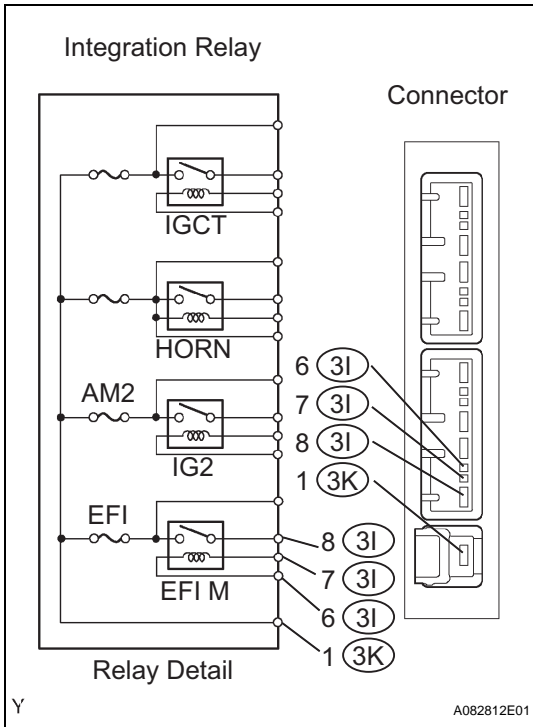 Integration Relay
Connector
IGCT
HORN
6 3I
AM2
7 3I
8 3I
IG2
1 3K
EFI
8 3I
7 3I
EFI M
6 3I
1 3K
Relay Detail
Y
A082812E01